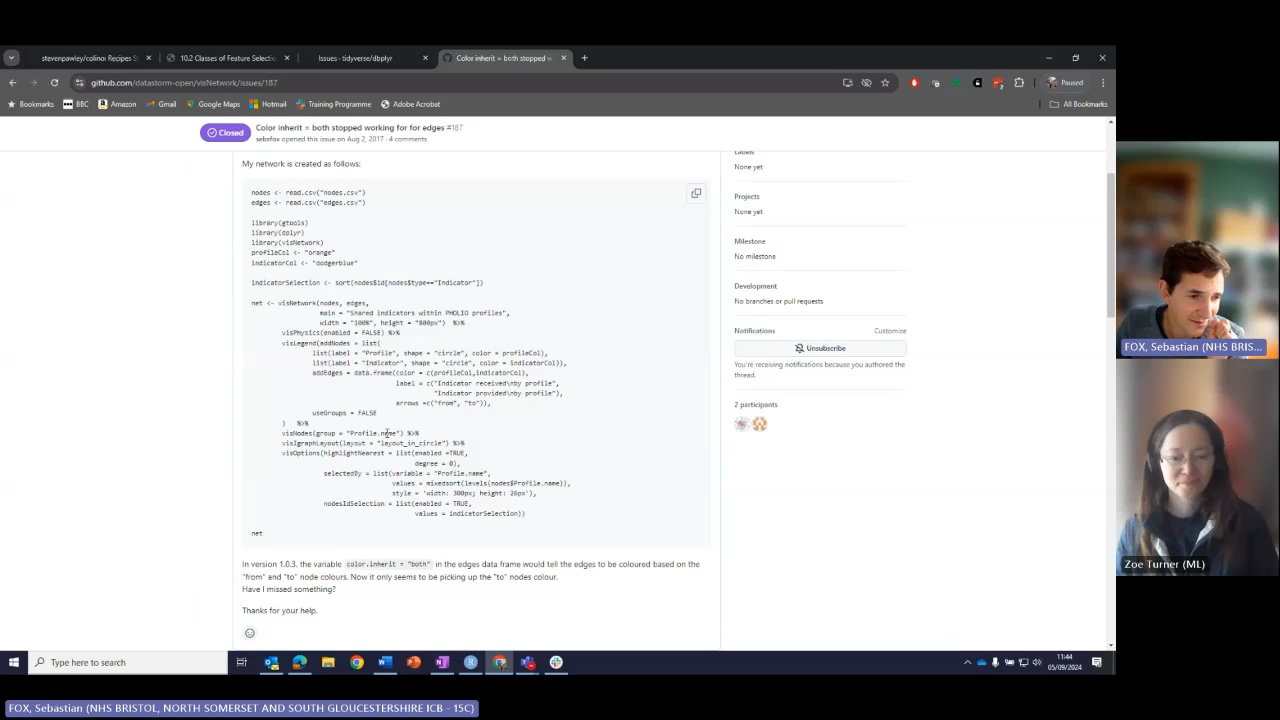 stevenpawley/colino: Recipes S
10.2 Classes of Feature Selectio
Issues · tidyverse/dbplyr
Color inherit = both stopped w
github.com/datastorm-open/visNetwork/issues/187
Paused
Bookmarks
BBC
Amazon
Gmail
Google Maps
Hotmail
Training Programme
Adobe Acrobat
All Bookmarks
Closed
Color inherit = both stopped working for for edges #187
sebsfox opened this issue on Aug 2, 2017 · 4 comments
My network is created as follows:
nodes <- read.csv("nodes.csv")
edges <- read.csv("edges.csv")
library(gtools)
library(dplyr)
library(visNetwork)
profileCol <- "orange"
indicatorCol <- "dodgerblue"
indicatorSelection <- sort(nodes$id[nodes$type=="Indicator"])
net <- visNetwork(nodes, edges,
main = "Shared indicators within PHOLIO profiles",
width = "100%", height = "800px") %>%
visPhysics(enabled = FALSE) %>%
visLegend(addNodes = list(
list(label = "Profile", shape = "circle", color = profileCol),
list(label = "Indicator", shape = "circle", color = indicatorCol)),
addEdges = data.frame(color = c(profileCol,indicatorCol),
label = c("Indicator received\nby profile",
"Indicator provided\nby profile"),
arrows =c("from", "to")),
useGroups = FALSE
) %>%
visNodes(group = "Profile.name") %>%
visIgraphLayout(layout = "layout_in_circle") %>%
visOptions(highlightNearest = list(enabled =TRUE,
degree = 0),
selectedBy = list(variable = "Profile.name",
values = mixedsort(levels(nodes$Profile.name)),
style = 'width: 300px; height: 26px'),
nodesIdSelection = list(enabled = TRUE,
values = indicatorSelection))
net
In version 1.0.3, the variable color.inherit = "both" in the edges data frame would tell the edges to be coloured based on the
"from" and "to" node colours. Now it only seems to be picking up the "to" nodes colour.
Have I missed something?
Thanks for your help.
Labels
None yet
Projects
None yet
Milestone
No milestone
Development
No branches or pull requests
Notifications
Customize
Unsubscribe
You're receiving notifications because you authored the
thread.
2 participants
FOX, Sebastian (NHS BRIS...
Zoe Turner (ML)
Type here to search
11:44
05/09/2024
FOX, Sebastian (NHS BRISTOL, NORTH SOMERSET AND SOUTH GLOUCESTERSHIRE ICB - 15C)